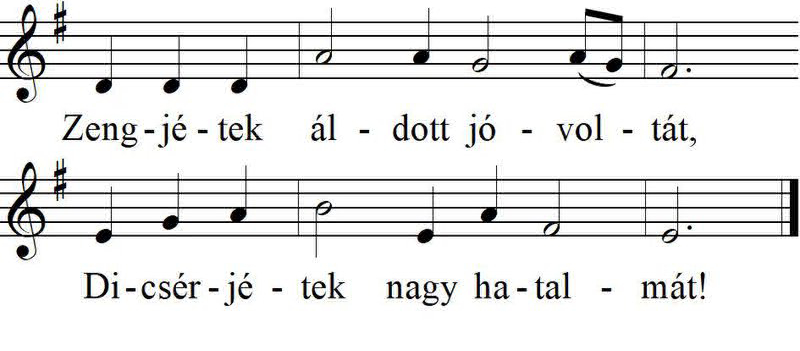 Zeng-jé-tek ál - dott jó - vol - tát,
Di-csér-jé - tek nagy ha-tal - mát!